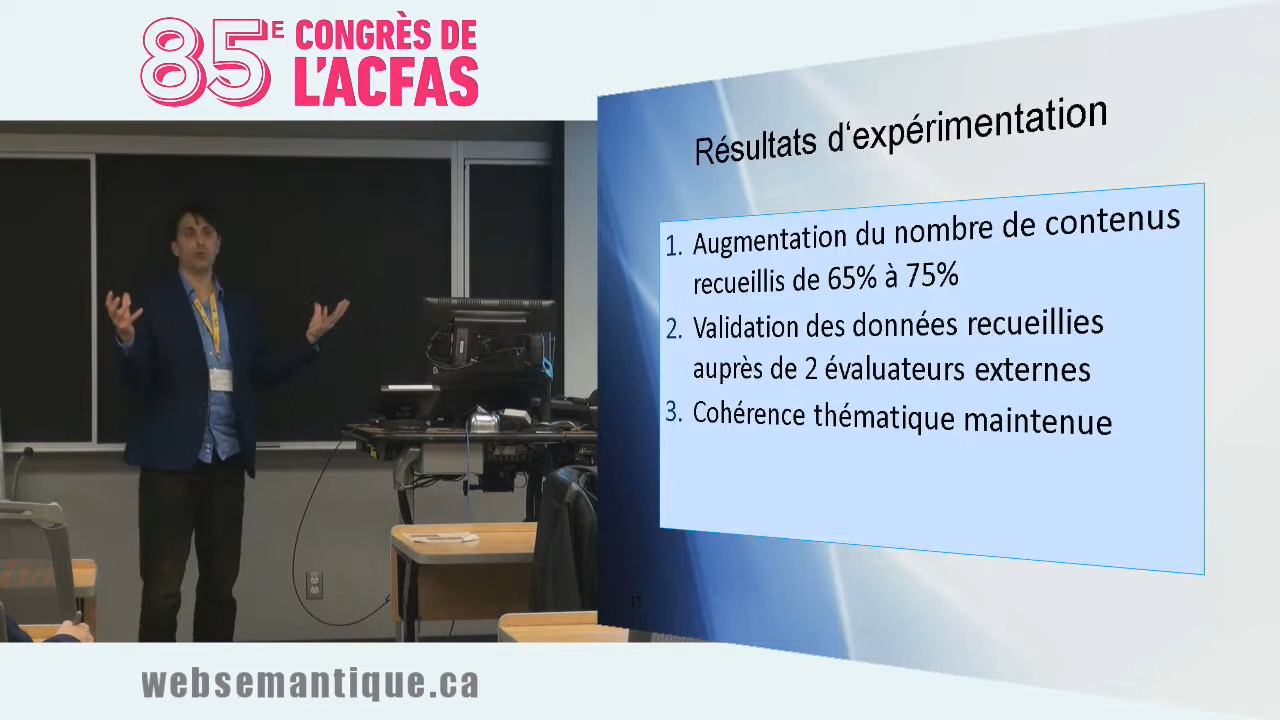 85E CONGRÈS DE
L'ACFAS
Résultats d‘expérimentation
1. Augmentation du nombre de contenus
recueillis de 65% à 75%
2. Validation des données recueillies
auprès de 2 évaluateurs externes
3. Cohérence thématique maintenue
websemantique.ca